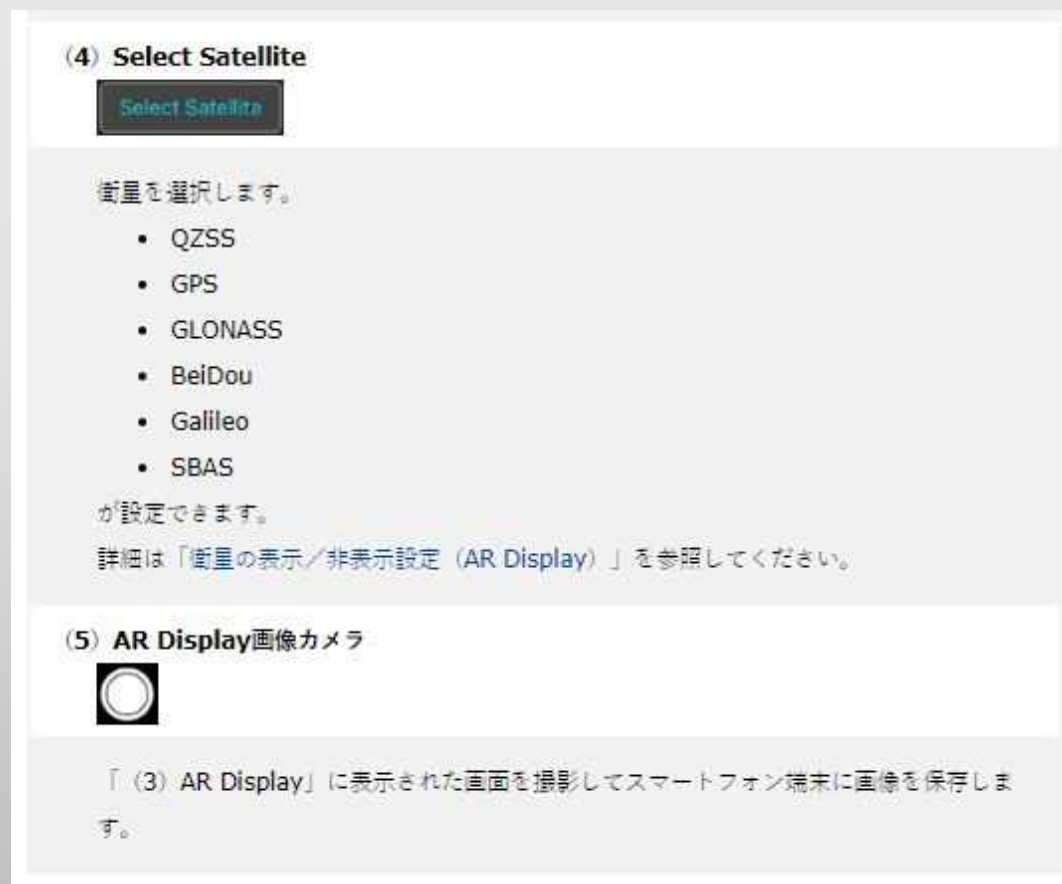 （4）Select Satellite
Select Satellite
衛星を選択します。
• QZSS
• GPS
• GLONASS
• BeiDou
• Galileo
• SBAS
が設定できます。
詳細は「衛星の表示／非表示設定（AR Display）」を参照してください。
（5）AR Display画像カメラ
「（3）AR Display」に表示された画面を撮影してスマートフォン端末に画像を保存しま
す。